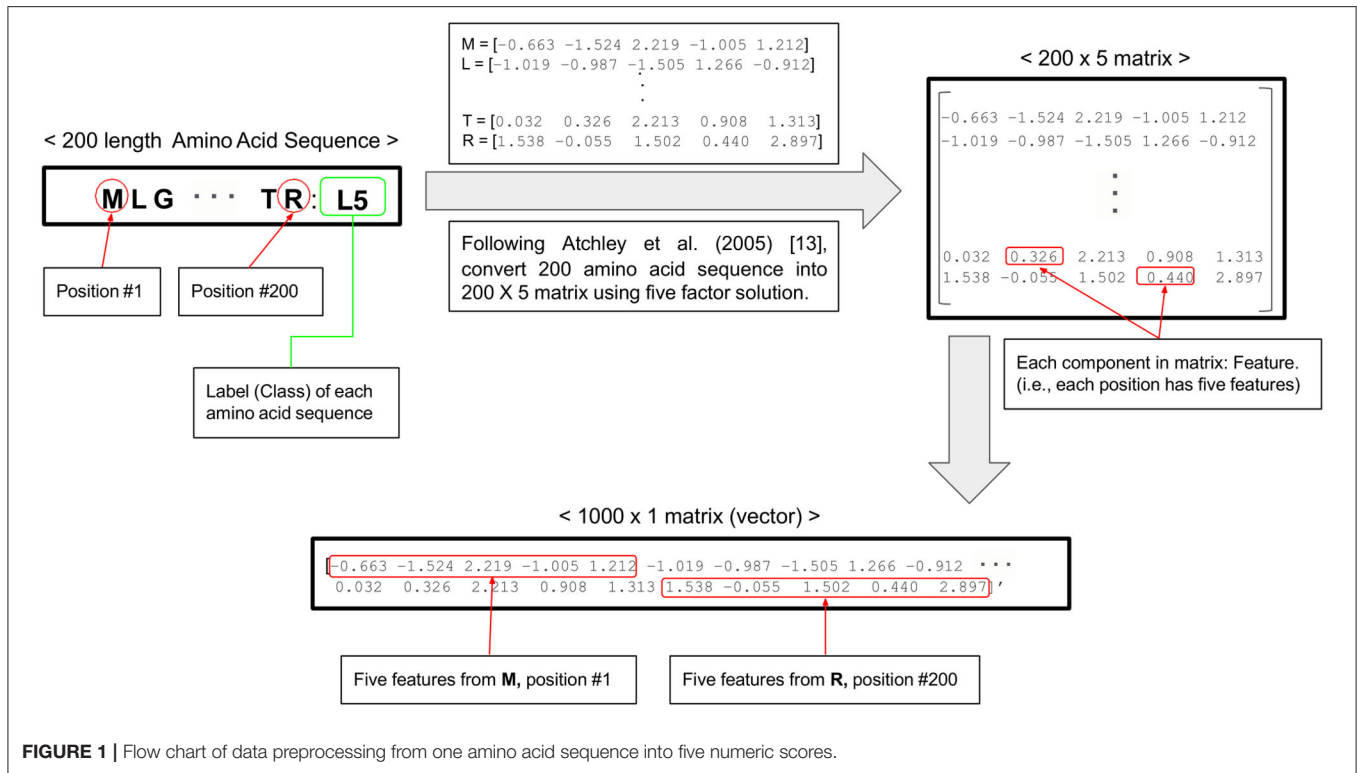 M = [-0.663 -1.524 2.219 -1.005 1.212]
L = [-1.019 -0.987 -1.505 1.266 -0.912]
T = [0.032 0.326 2.213 0.908 1.313]
R = [1.538 -0.055 1.502 0.440 2.897]
< 200 length Amino Acid Sequence >
M L G ··· T R : L5
Position #1
Position #200
Label (Class) of each
amino acid sequence
Following Atchley et al. (2005) [13],
convert 200 amino acid sequence into
200 X 5 matrix using five factor solution.
< 200 x 5 matrix >
-0.663 -1.524 2.219 -1.005 1.212
-1.019 -0.987 -1.505 1.266 -0.912
0.032 0.326 2.213 0.908 1.313
1.538 -0.055 1.502 0.440 2.897
Each component in matrix: Feature.
(i.e., each position has five features)
< 1000 x 1 matrix (vector) >
[-0.663 -1.524 2.219 -1.005 1.212 -1.019 -0.987 -1.505 1.266 -0.912 ···
0.032 0.326 2.213 0.908 1.313 1.538 -0.055 1.502 0.440 2.897]′
Five features from M, position #1
Five features from R, position #200
FIGURE 1 | Flow chart of data preprocessing from one amino acid sequence into five numeric scores.